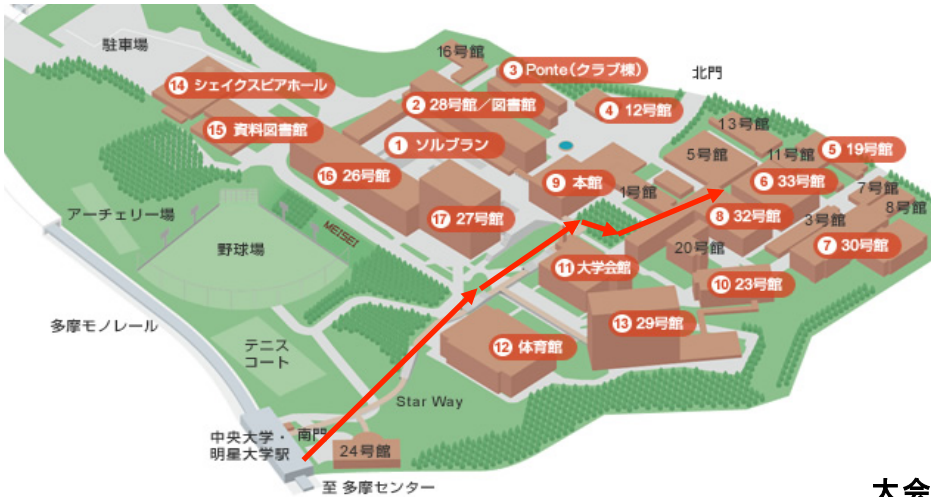 駐車場
16号館
③ Ponte(クラブ棟)
北門
⑭ シェイクスピアホール
② 28号館/図書館
④ 12号館
13号館
⑮ 資料図書館
① ソルブラン
5号館
11号館
⑤ 19号館
⑯ 26号館
⑨ 本館
1号館
⑥ 33号館
7号館
アーチェリー場
⑰ 27号館
⑧ 32号館
3号館
8号館
MEISEI
野球場
20号館
⑦ 30号館
⑪ 大学会館
⑩ 23号館
多摩モノレール
⑬ 29号館
テニス
コート
⑫ 体育館
Star Way
中央大学・
明星大学駅
南門
24号館
至 多摩センター
大会